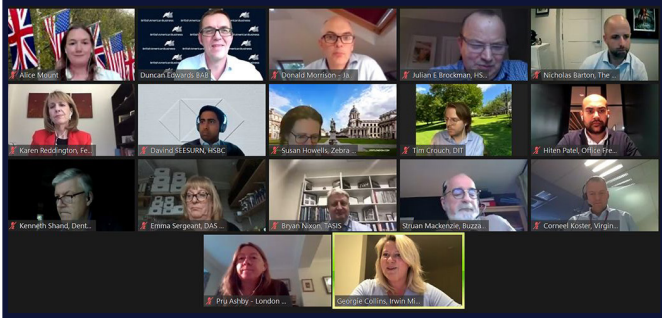 Alice Mount
Duncan Edwards BAB
Donald Morrison - Ja
Julian E Brockman, HS...
Nicholas Barton, The ...
Karen Reddington, Fe...
Davind SEESURN, HSBC
Susan Howells, Zebra ...
Tim Crouch, DIT
Hiten Patel, Office Fre...
Kenneth Shand, Dent...
Emma Sergeant, DAS ...
Bryan Nixon, TASIS
Struan Mackenzie, Buzza...
Corneel Koster, Virgin...
Pru Ashby - London ...
Georgie Collins, Irwin Mi...